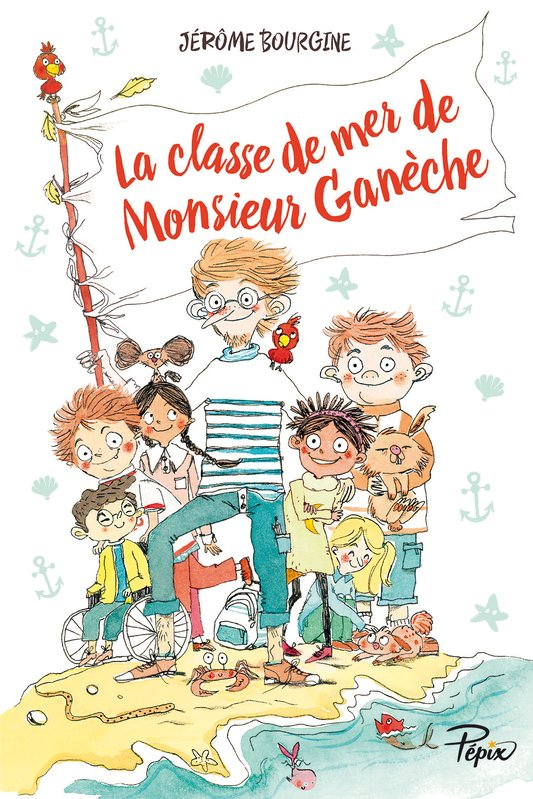 JÉRÔME BOURGINE
La classe de mer de
Monsieur Ganèche
Pépix